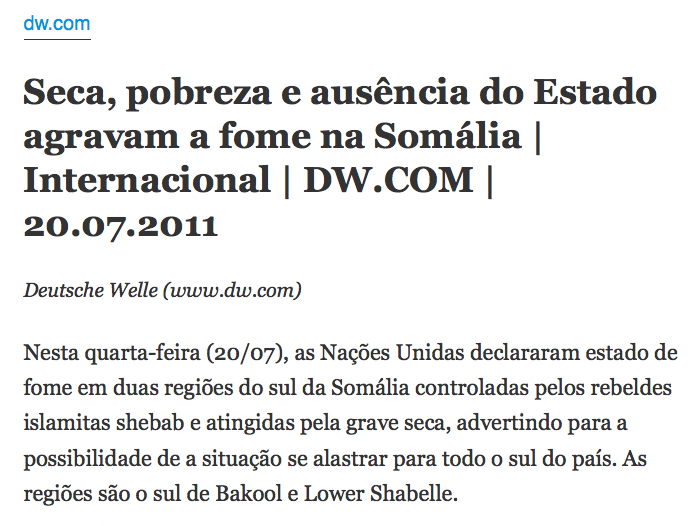 dw.com
Seca, pobreza e ausência do Estado
agravam a fome na Somália |
Internacional | DW.COM |
20.07.2011
Deutsche Welle (www.dw.com)
Nesta quarta-feira (20/07), as Nações Unidas declararam estado de
fome em duas regiões do sul da Somália controladas pelos rebeldes
islamitas shebab e atingidas pela grave seca, advertindo para a
possibilidade de a situação se alastrar para todo o sul do país. As
regiões são o sul de Bakool e Lower Shabelle.